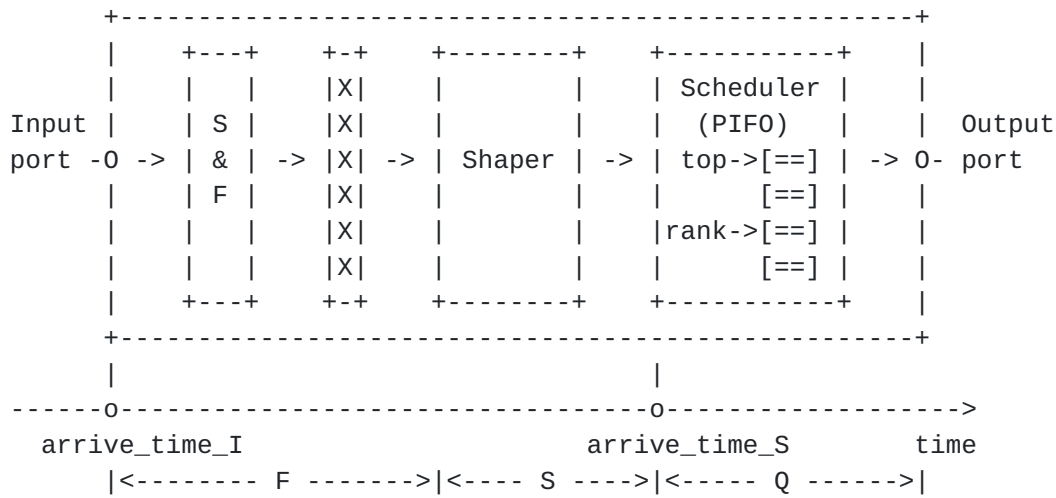 +----------------------------------------------------+
|    +---+    +-+    +--------+    +-----------+    |
|    |   |    |X|    |        |    | Scheduler |    |
Input |    | S |    |X|    |        |    |  (PIFO)   |    |  Output
port -O -> | & | -> |X| -> | Shaper | -> | top->[==] | -> O- port
|    | F |    |X|    |        |    |      [==] |    |
|    |   |    |X|    |        |    |rank->[==] |    |
|    |   |    |X|    |        |    |      [==] |    |
|    +---+    +-+    +--------+    +-----------+    |
+----------------------------------------------------+
|                              |
------o------------------------------o----------------->
arrive_time_I                   arrive_time_S       time
|<-------- F ------->|<---- S ---->|<----- Q ------>|